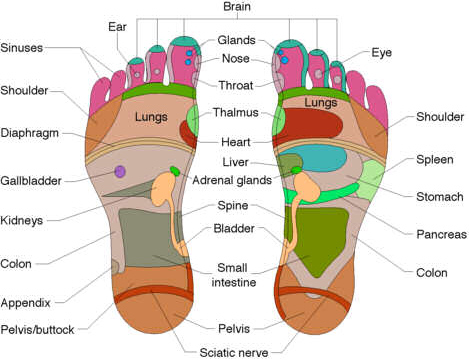 Brain
Ear
Glands
Sinuses
Nose
Eye
Throat
Shoulder
Lungs
Thalmus
Lungs
Shoulder
Diaphragm
Heart
Liver
Spleen
Gallbladder
Adrenal glands
Stomach
Kidneys
Spine
Bladder
Pancreas
Colon
Small
intestine
Colon
Appendix
Pelvis/buttock
Pelvis
Sciatic nerve